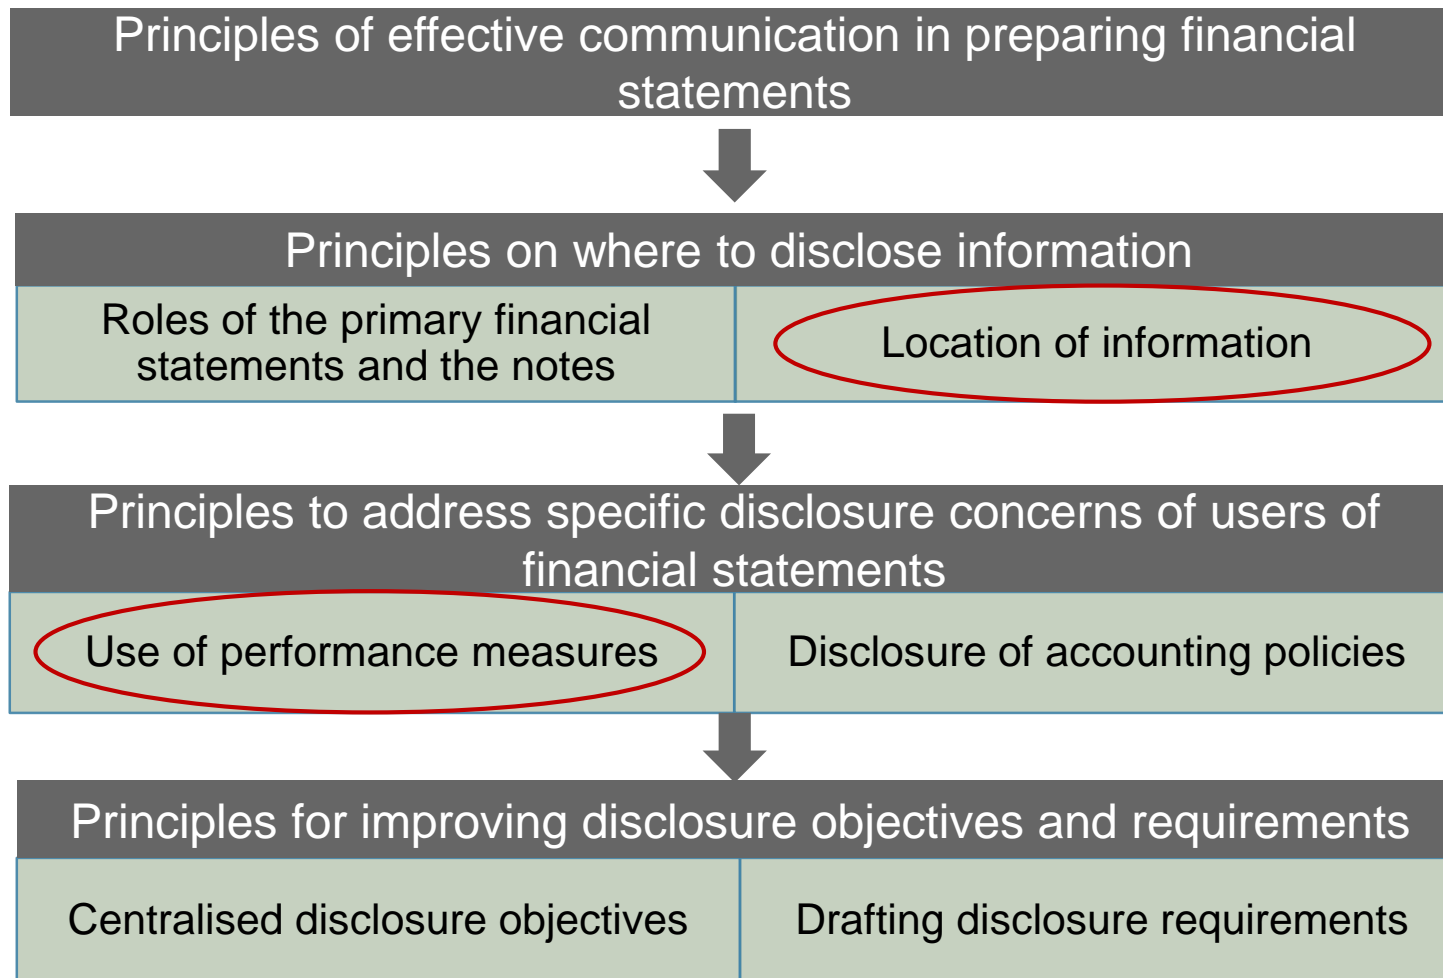 Principles of effective communication in preparing financial
statements
Principles on where to disclose information
Roles of the primary financial
statements and the notes
Location of information
Principles to address specific disclosure concerns of users of
financial statements
Use of performance measures
Disclosure of accounting policies
Principles for improving disclosure objectives and requirements
Centralised disclosure objectives
Drafting disclosure requirements